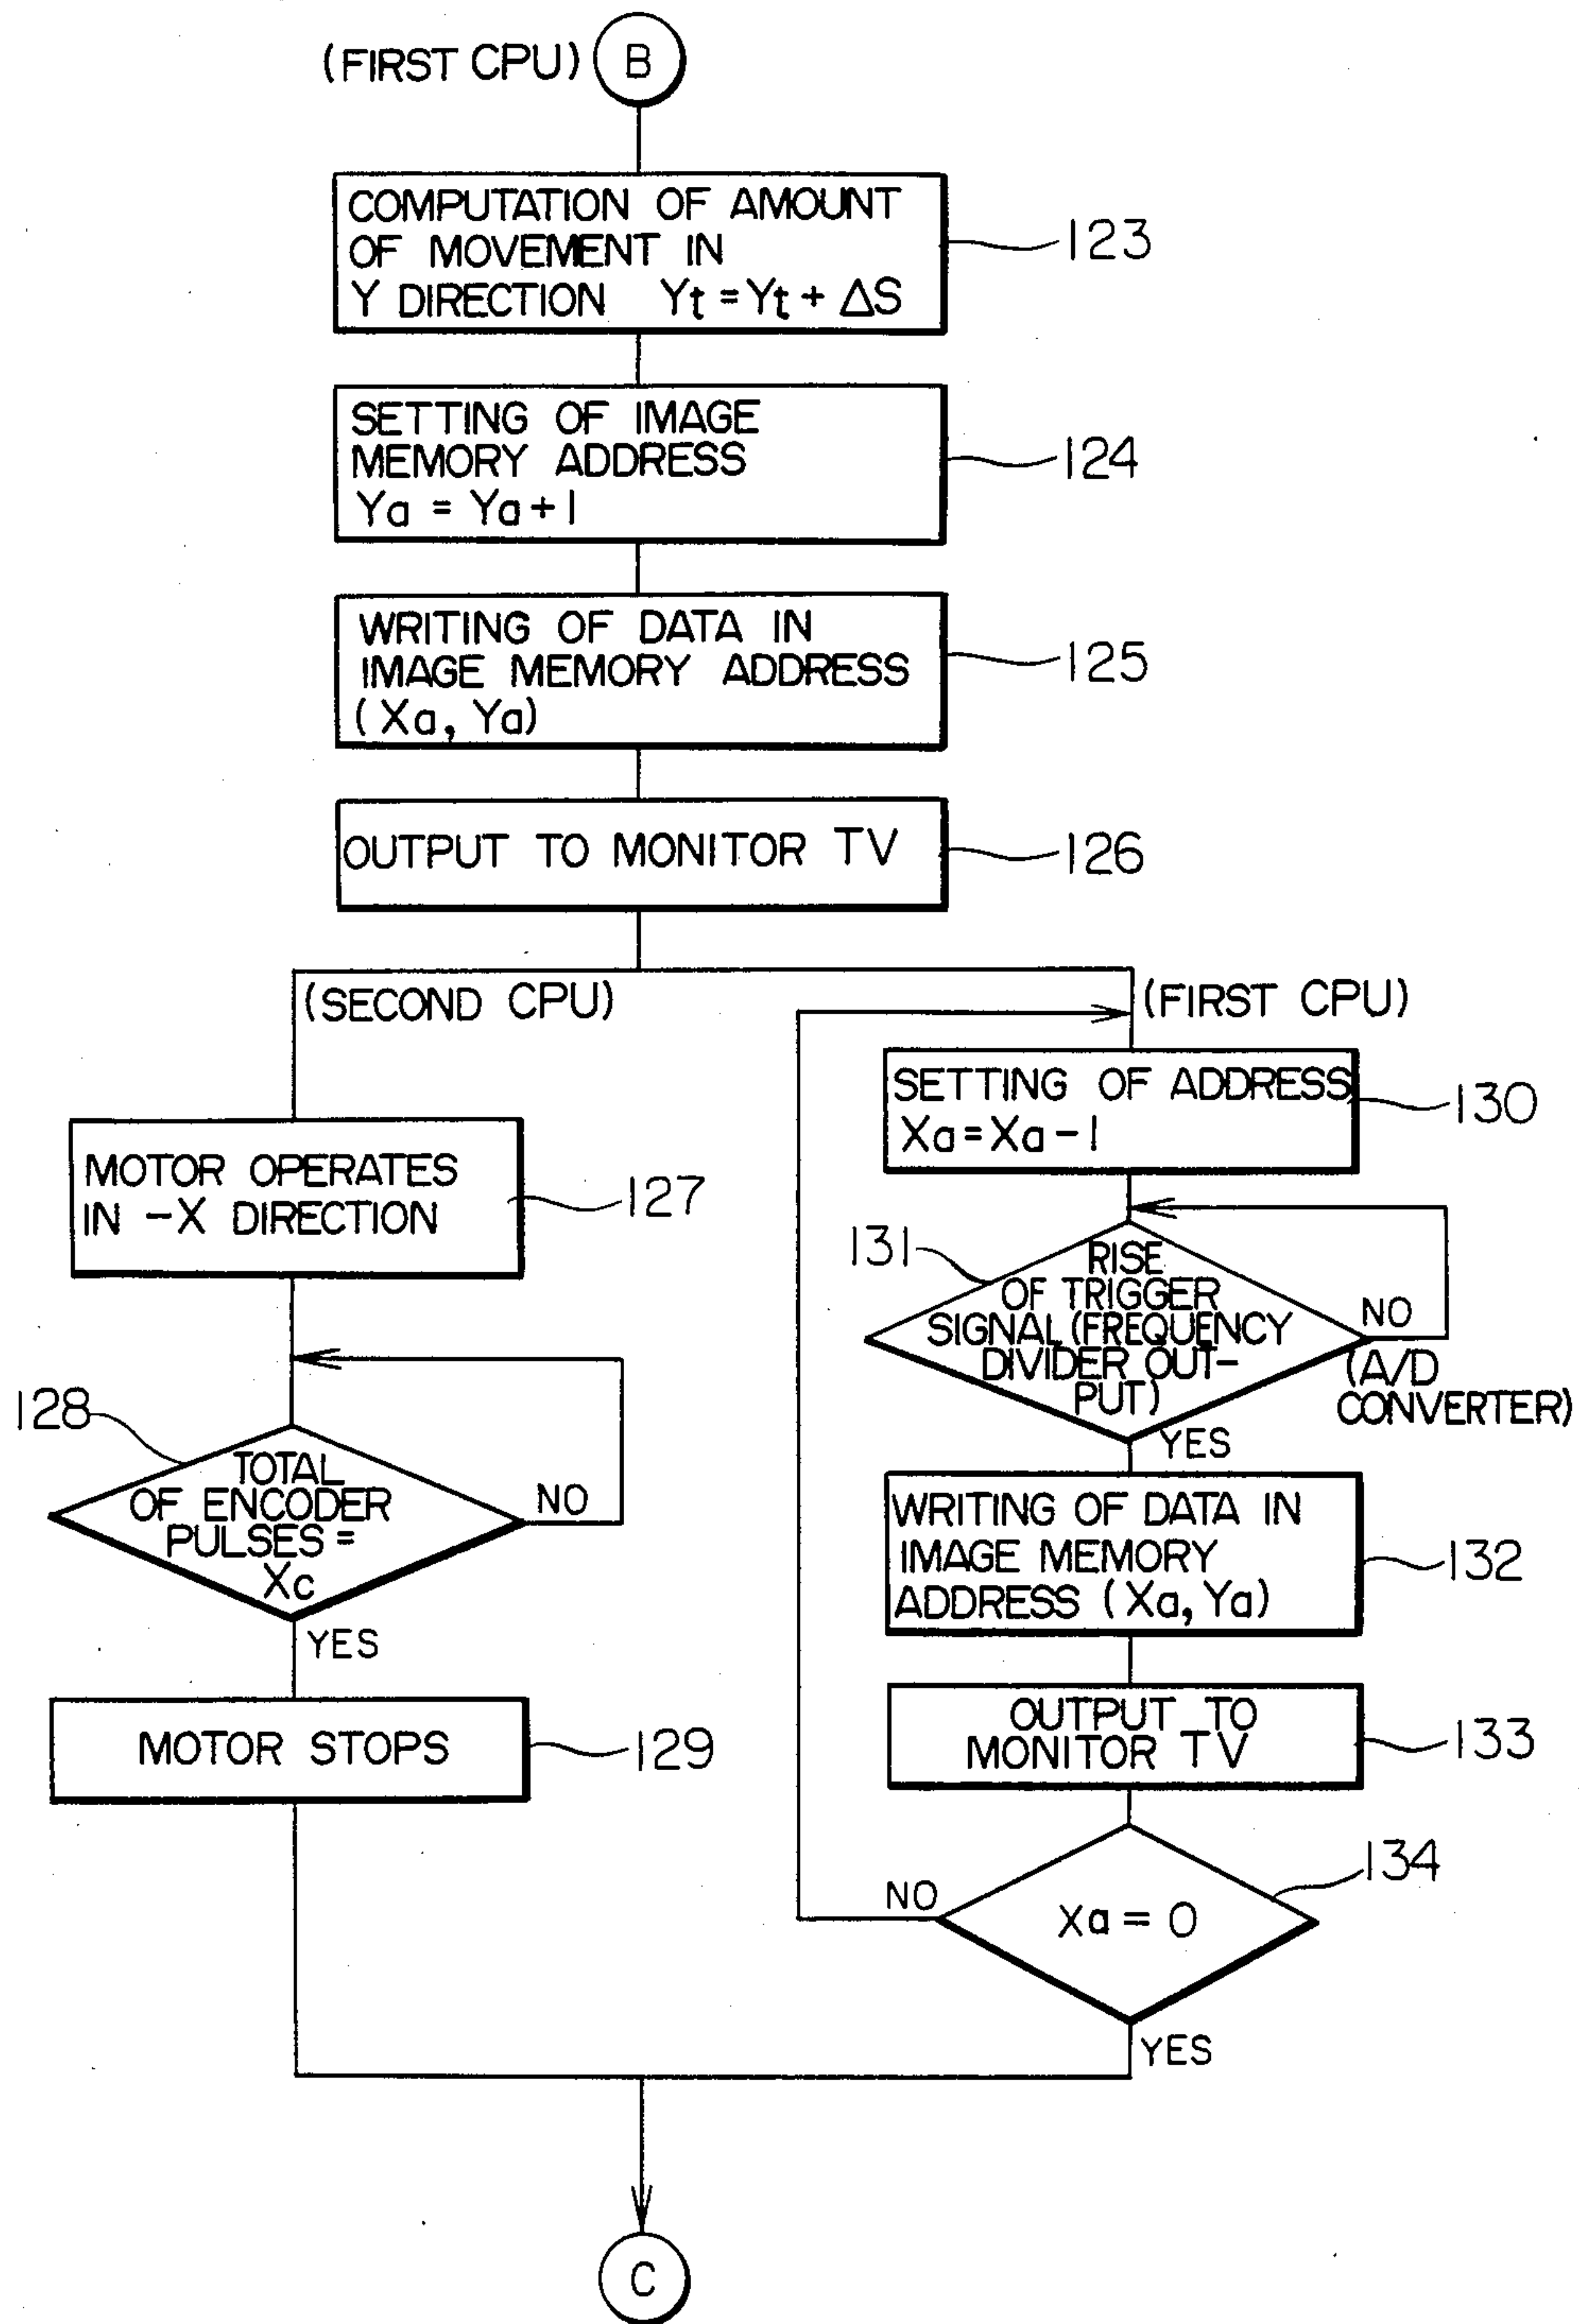 (FIRST CPU) B
COMPUTATION OF AMOUNT
OF MOVEMENT IN
Y DIRECTION Yt = Yt + ΔS
123
SETTING OF IMAGE
MEMORY ADDRESS
Ya = Ya + 1
124
WRITING OF DATA IN
IMAGE MEMORY ADDRESS
(Xa, Ya)
125
OUTPUT TO MONITOR TV
126
(SECOND CPU)
MOTOR OPERATES
IN -X DIRECTION
127
128
TOTAL
OF ENCODER
PULSES =
Xc
NO
YES
MOTOR STOPS
129
(FIRST CPU)
SETTING OF ADDRESS
Xa = Xa - 1
130
131
RISE
OF TRIGGER
SIGNAL (FREQUENCY
DIVIDER OUT-
PUT)
NO
(A/D
CONVERTER)
YES
WRITING OF DATA IN
IMAGE MEMORY
ADDRESS (Xa, Ya)
132
OUTPUT TO
MONITOR TV
133
134
NO
Xa = 0
YES
C